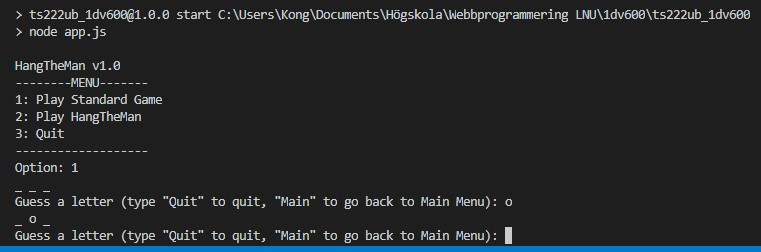 > ts222ub_1dv600@1.0.0 start C:\Users\Kong\Documents\Högskola\Webbprogrammering LNU\1dv600\ts222ub_1dv600
> node app.js
HangTheMan v1.0
--------MENU-------
1: Play Standard Game
2: Play HangTheMan
3: Quit
-------------------
Option: 1
_ _ _
Guess a letter (type "Quit" to quit, "Main" to go back to Main Menu): o
_ o _
Guess a letter (type "Quit" to quit, "Main" to go back to Main Menu):